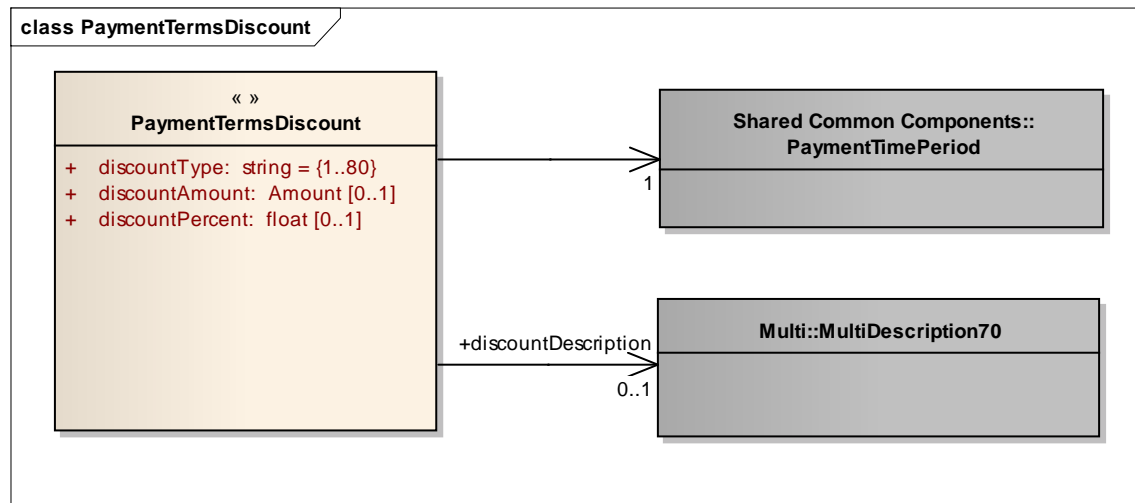 class PaymentTermsDiscount
« »
PaymentTermsDiscount
+ discountType: string = {1..80}
+ discountAmount: Amount [0..1]
+ discountPercent: float [0..1]
Shared Common Components::
PaymentTimePeriod
1
Multi::MultiDescription70
+discountDescription
0..1